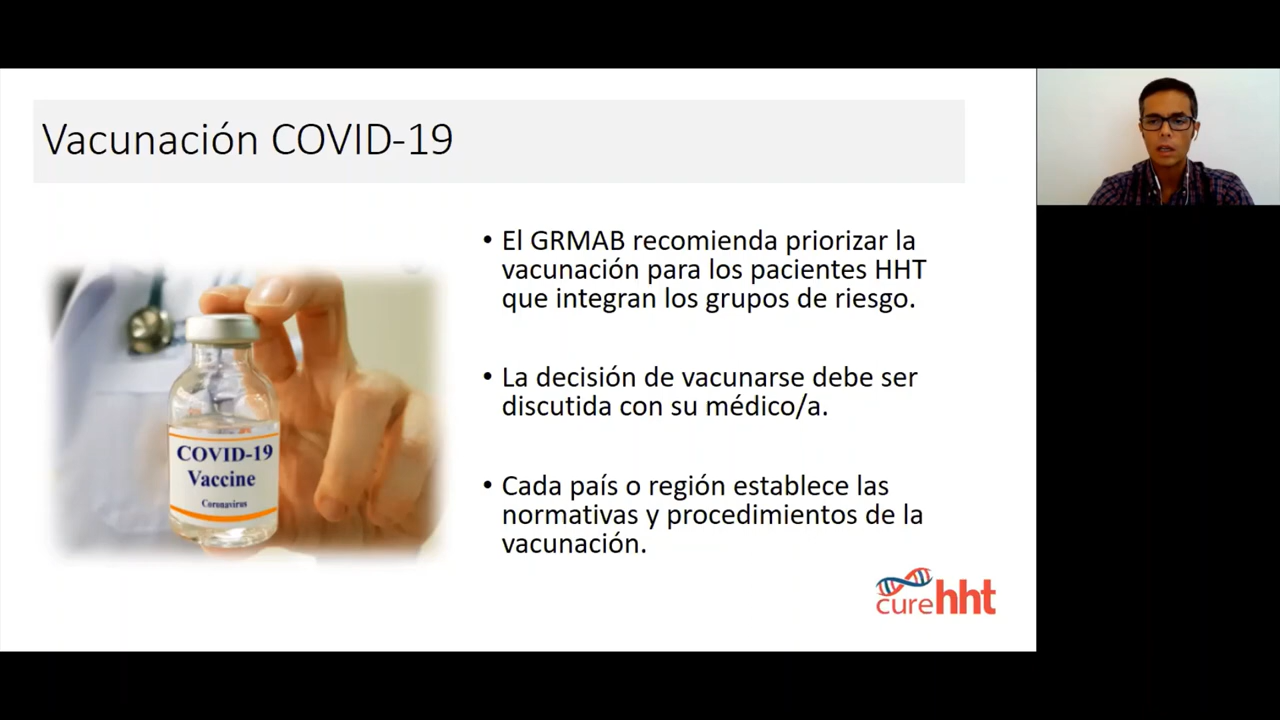 Vacunación COVID-19
• El GRMAB recomienda priorizar la
vacunación para los pacientes HHT
que integran los grupos de riesgo.
• La decisión de vacunarse debe ser
discutida con su médico/a.
• Cada país o región establece las
normativas y procedimientos de la
vacunación.
COVID-19
Vaccine
Coronavirus
curehht